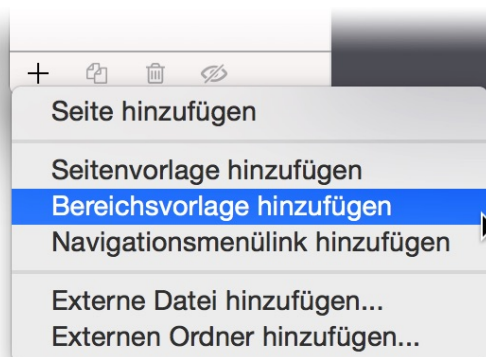 Seite hinzufügen
Seitenvorlage hinzufügen
Bereichsvorlage hinzufügen
Navigationsmenülink hinzufügen
Externe Datei hinzufügen...
Externen Ordner hinzufügen...